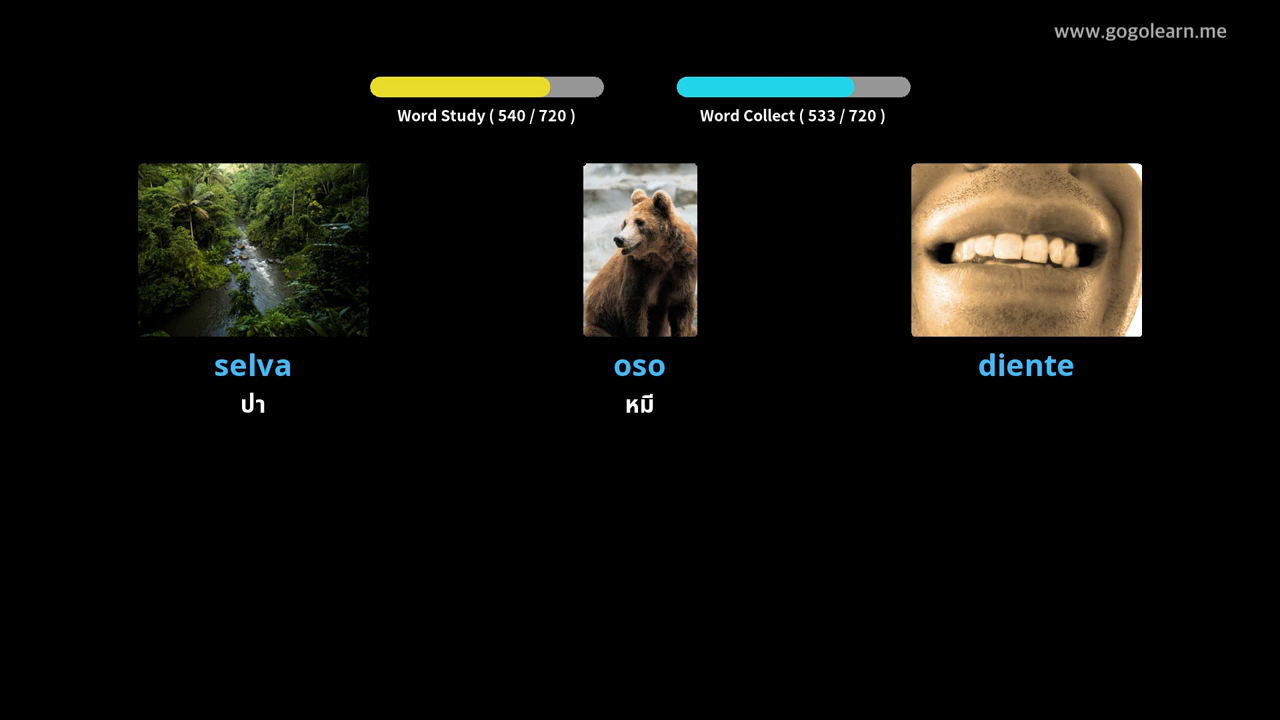 www.gogolearn.me
Word Study ( 540 / 720 )
Word Collect ( 533 / 720 )
selva
oso
diente
ป่า
หมี